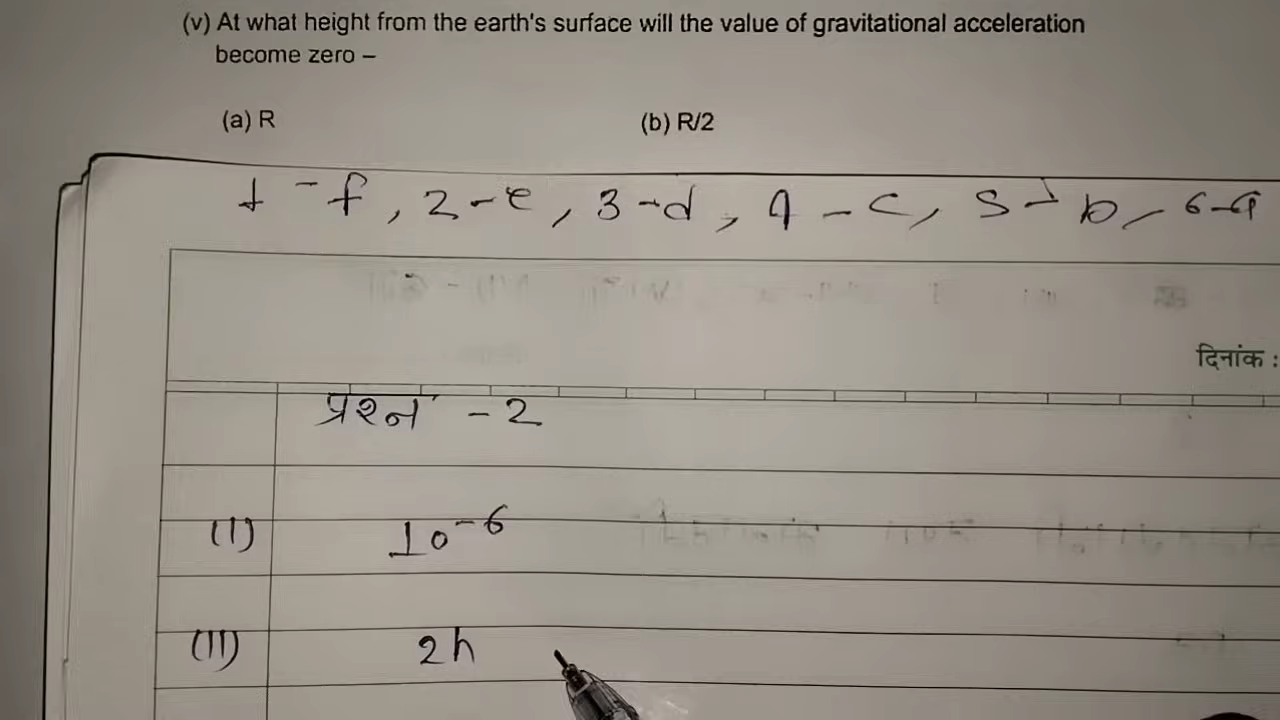 (v) At what height from the earth's surface will the value of gravitational acceleration
become zero –
(a) R (b) R/2
1 - f, 2 - e, 3 - d, 4 - c, 5 - b, 6 - a
दिनांक :
प्रश्न - 2
(I) 10⁻⁶
(II) 2h